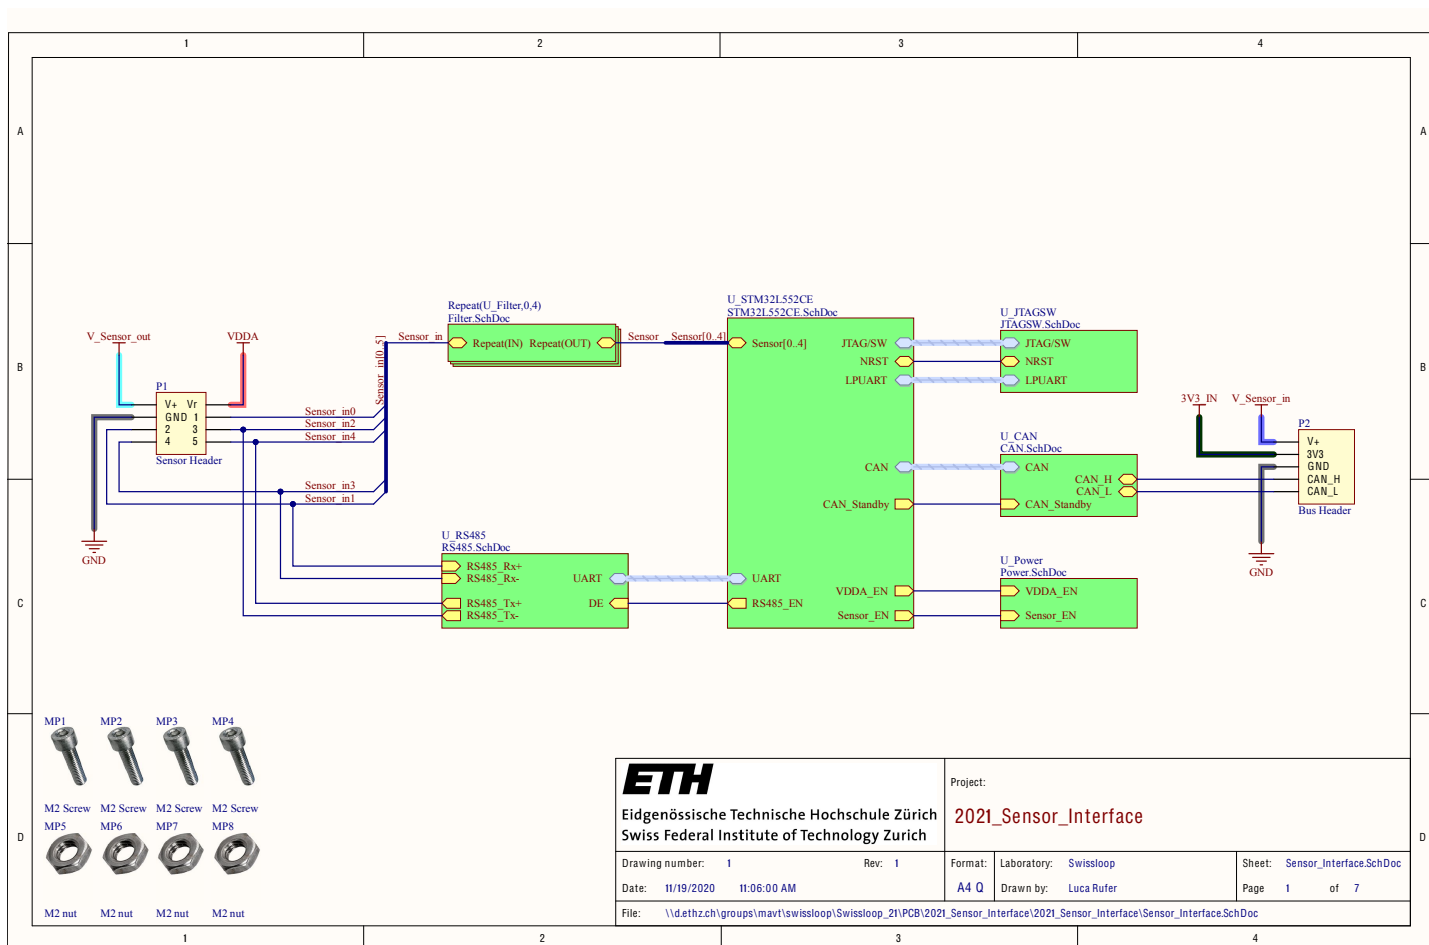 1 2 3 4
A A
B B
C C
D D
1 2 3 4
V_Sensor_out VDDA
P1
V+ Vr
GND 1
2 3
4 5
Sensor Header
GND
Sensor_in0
Sensor_in2
Sensor_in4
Sensor_in3
Sensor_in1
Sensor_in[0..5]
Sensor_in
Repeat(U_Filter,0,4)
Filter.SchDoc
Repeat(IN) Repeat(OUT)
Sensor Sensor[0..4]
U_STM32L552CE
STM32L552CE.SchDoc
Sensor[0..4]
JTAG/SW
NRST
LPUART
CAN
CAN_Standby
UART
VDDA_EN
RS485_EN
Sensor_EN
U_JTAGSW
JTAGSW.SchDoc
JTAG/SW
NRST
LPUART
U_CAN
CAN.SchDoc
CAN
CAN_H
CAN_L
CAN_Standby
U_Power
Power.SchDoc
VDDA_EN
Sensor_EN
3V3_IN V_Sensor_in
P2
V+
3V3
GND
CAN_H
CAN_L
Bus Header
GND
U_RS485
RS485.SchDoc
RS485_Rx+
RS485_Rx-
UART
RS485_Tx+
DE
RS485_Tx-
MP1 MP2 MP3 MP4
M2 Screw M2 Screw M2 Screw M2 Screw
MP5 MP6 MP7 MP8
M2 nut M2 nut M2 nut M2 nut
ETH
Eidgenössische Technische Hochschule Zürich
Swiss Federal Institute of Technology Zurich
Project:
2021_Sensor_Interface
Drawing number: 1 Rev: 1
Date: 11/19/2020 11:06:00 AM
Format:
A4 Q
Laboratory: Swissloop
Drawn by: Luca Rufer
Sheet: Sensor_Interface.SchDoc
Page 1 of 7
File: \\d.ethz.ch\groups\mavt\swissloop\Swissloop_21\PCB\2021_Sensor_Interface\2021_Sensor_Interface\Sensor_Interface.SchDoc